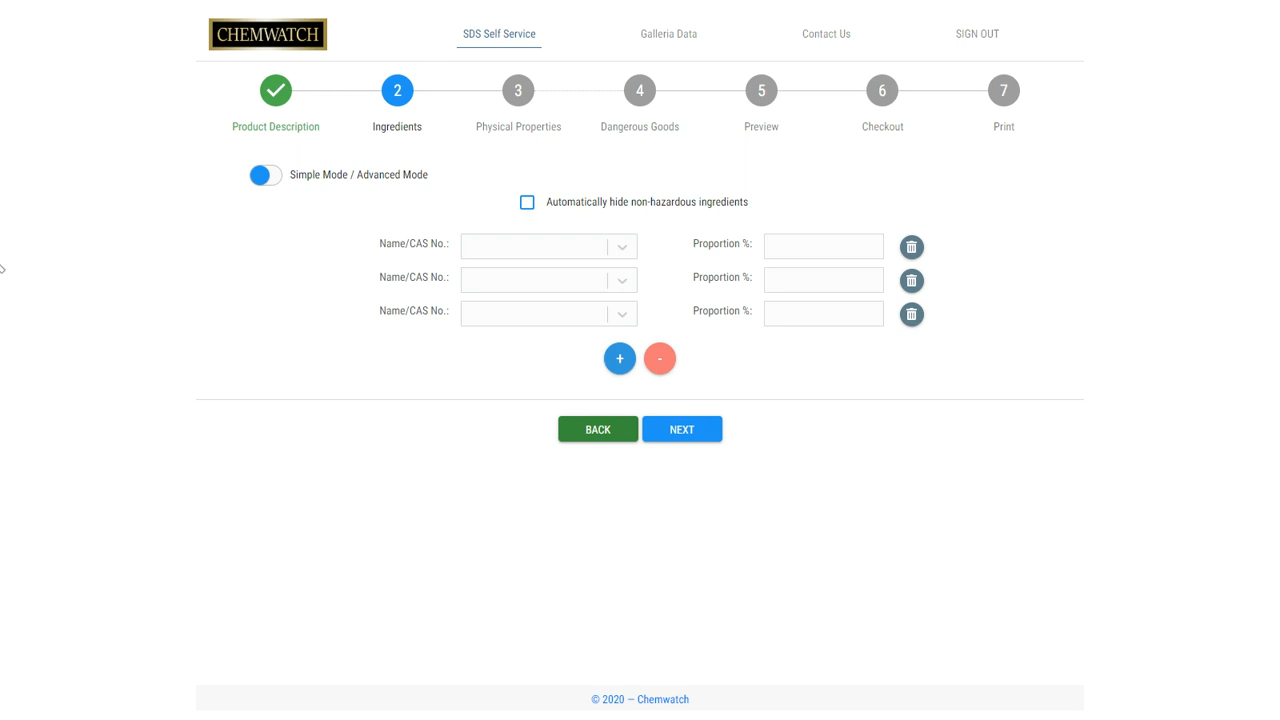 CHEMWATCH
SDS Self Service
Galleria Data
Contact Us
SIGN OUT
2
3
4
5
6
7
Product Description
Ingredients
Physical Properties
Dangerous Goods
Preview
Checkout
Print
Simple Mode / Advanced Mode
Automatically hide non-hazardous ingredients
Name/CAS No.:
Proportion %:
Name/CAS No.:
Proportion %:
Name/CAS No.:
Proportion %:
+
-
BACK
NEXT
© 2020 — Chemwatch